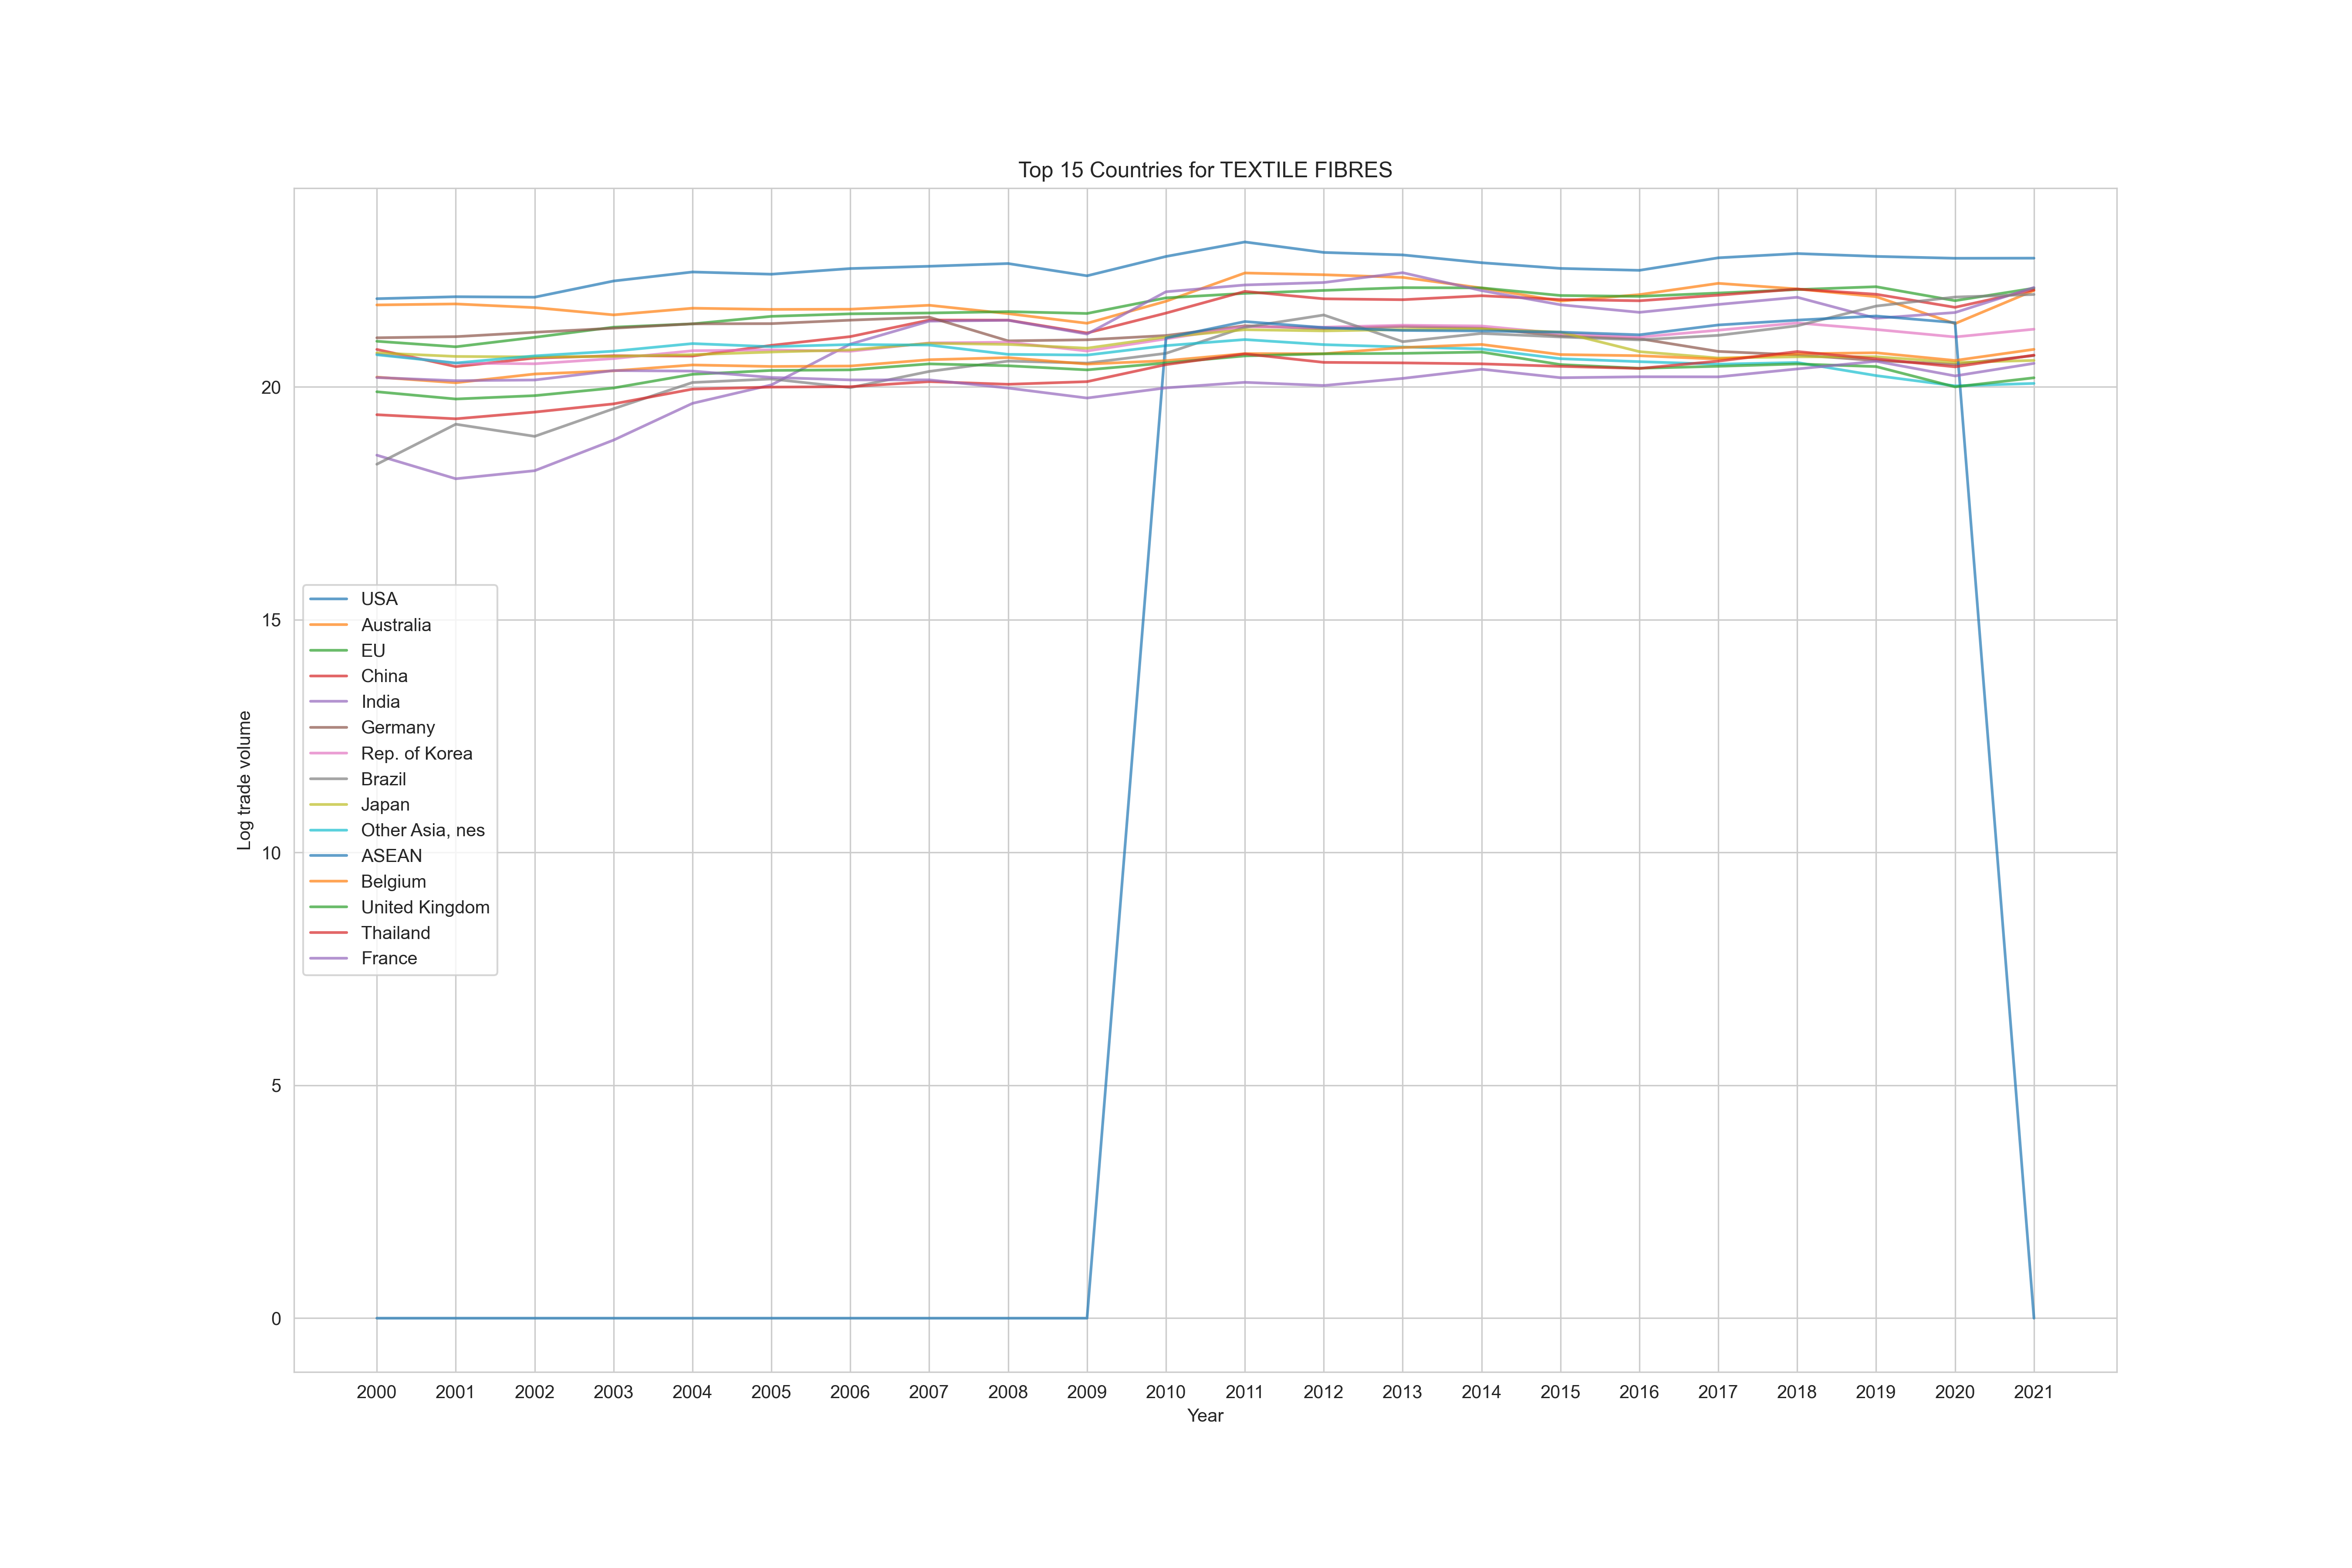 Top 15 Countries for TEXTILE FIBRES
20
15
10
5
0
Log trade volume
USA
Australia
EU
China
India
Germany
Rep. of Korea
Brazil
Japan
Other Asia, nes
ASEAN
Belgium
United Kingdom
Thailand
France
2000 2001 2002 2003 2004 2005 2006 2007 2008 2009 2010 2011 2012 2013 2014 2015 2016 2017 2018 2019 2020 2021
Year